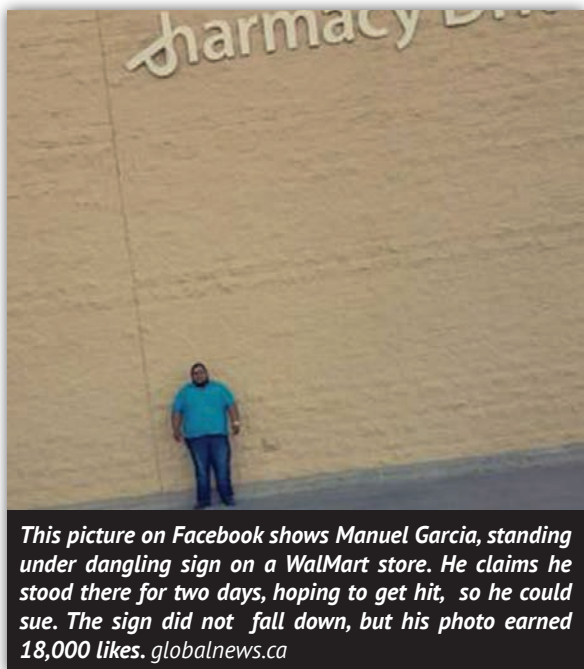 Pharmacy
This picture on Facebook shows Manuel Garcia, standing
under dangling sign on a WalMart store. He claims he
stood there for two days, hoping to get hit, so he could
sue. The sign did not fall down, but his photo earned
18,000 likes. globalnews.ca